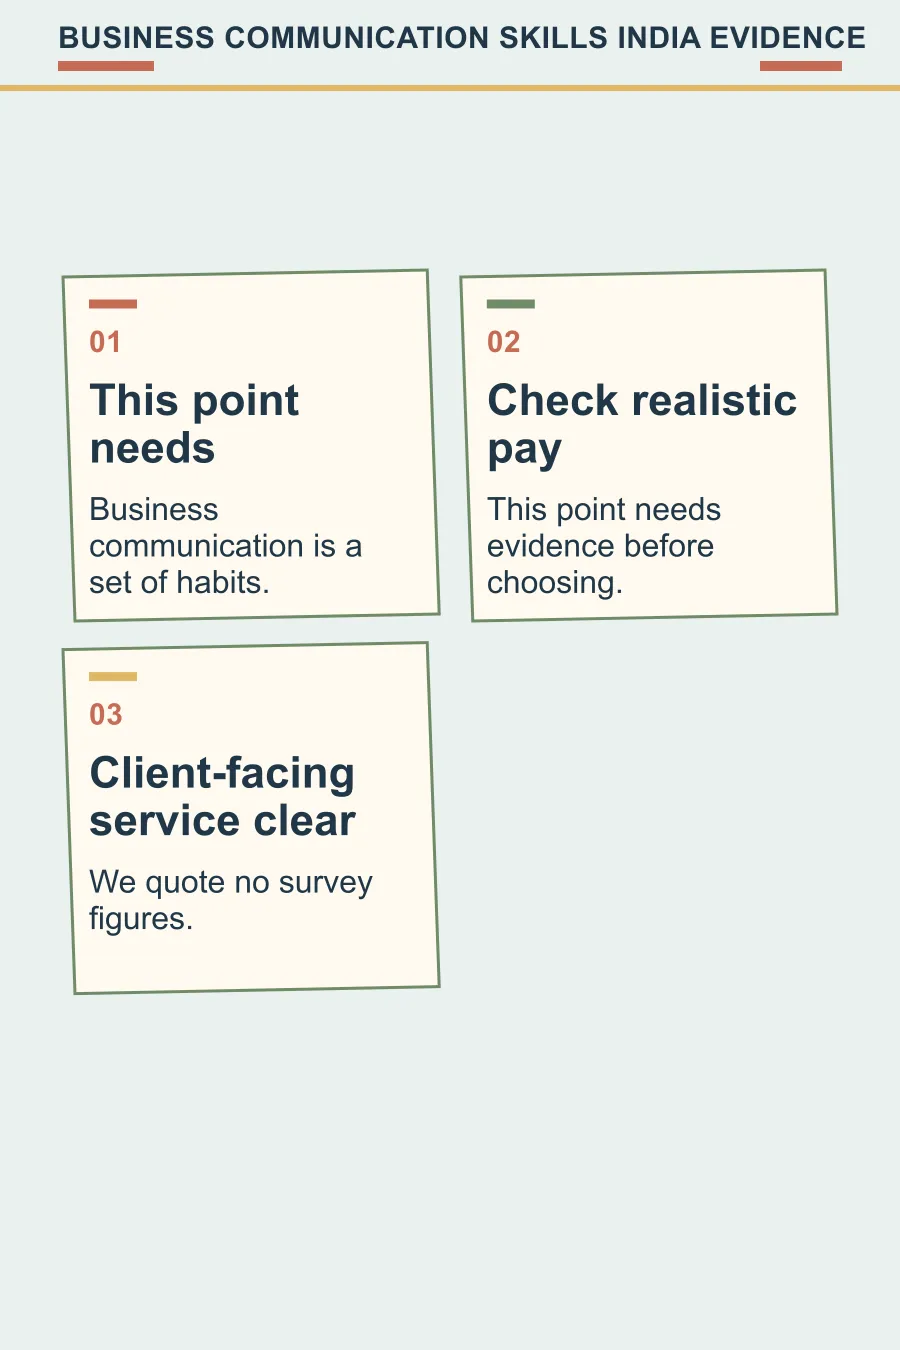 BUSINESS COMMUNICATION SKILLS INDIA EVIDENCE
01
This point
needs
Business
communication is a
set of habits.
02
Check realistic
pay
This point needs
evidence before
choosing.
03
Client-facing
service clear
We quote no survey
figures.